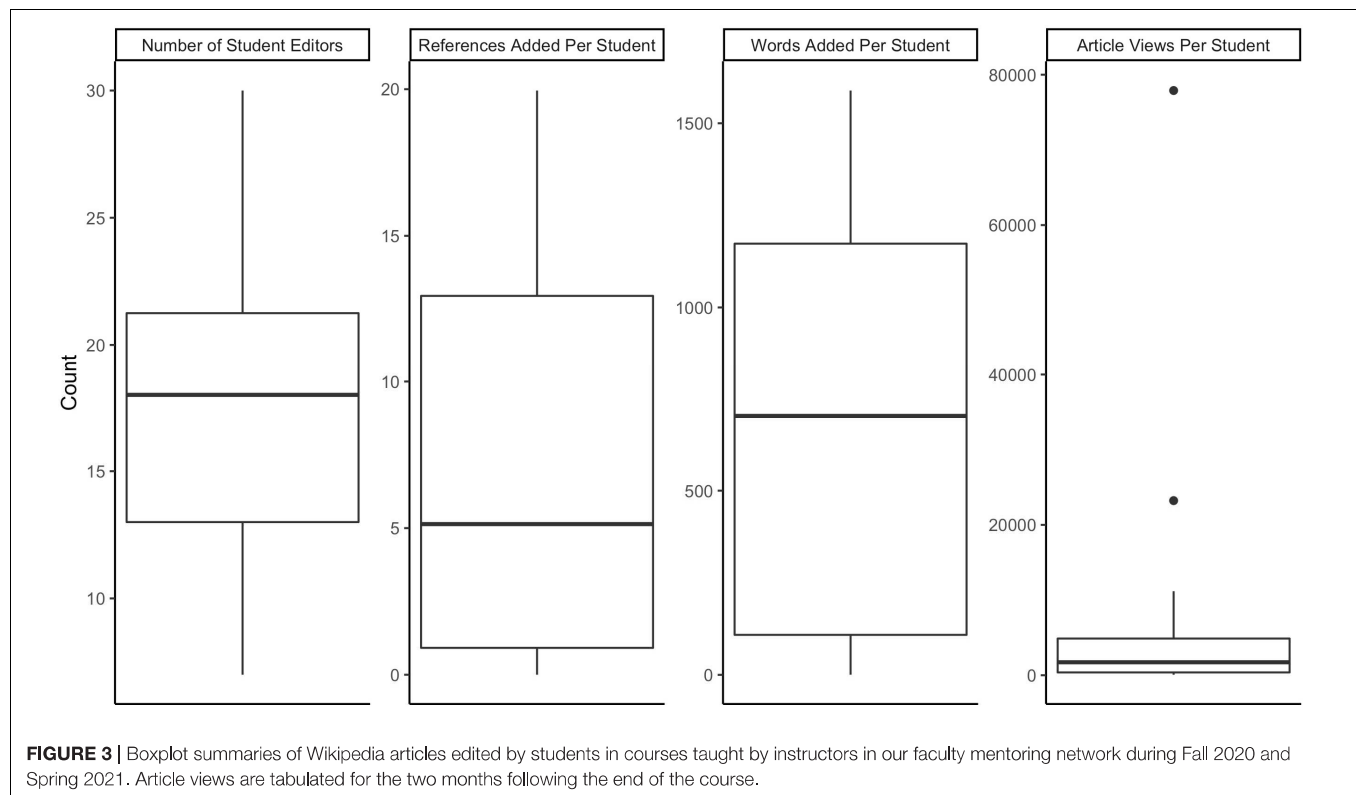 Number of Student Editors
References Added Per Student
Words Added Per Student
Article Views Per Student
Count
30
25
20
15
10
20
15
10
5
0
1500
1000
500
0
80000
60000
40000
20000
0
FIGURE 3 | Boxplot summaries of Wikipedia articles edited by students in courses taught by instructors in our faculty mentoring network during Fall 2020 and
Spring 2021. Article views are tabulated for the two months following the end of the course.